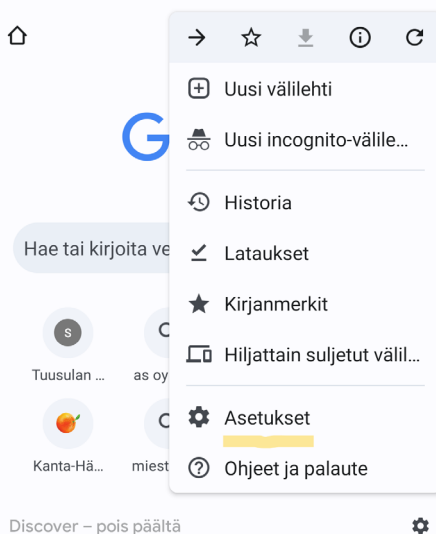 Uusi välilehti
G
Uusi incognito-välile...
Historia
Hae tai kirjoita ve
Lataukset
Kirjanmerkit
s
Hiljattain suljetut välil...
Tuusulan ...
as oy
Asetukset
Kanta-Hä...
miest
Ohjeet ja palaute
Discover – pois päältä